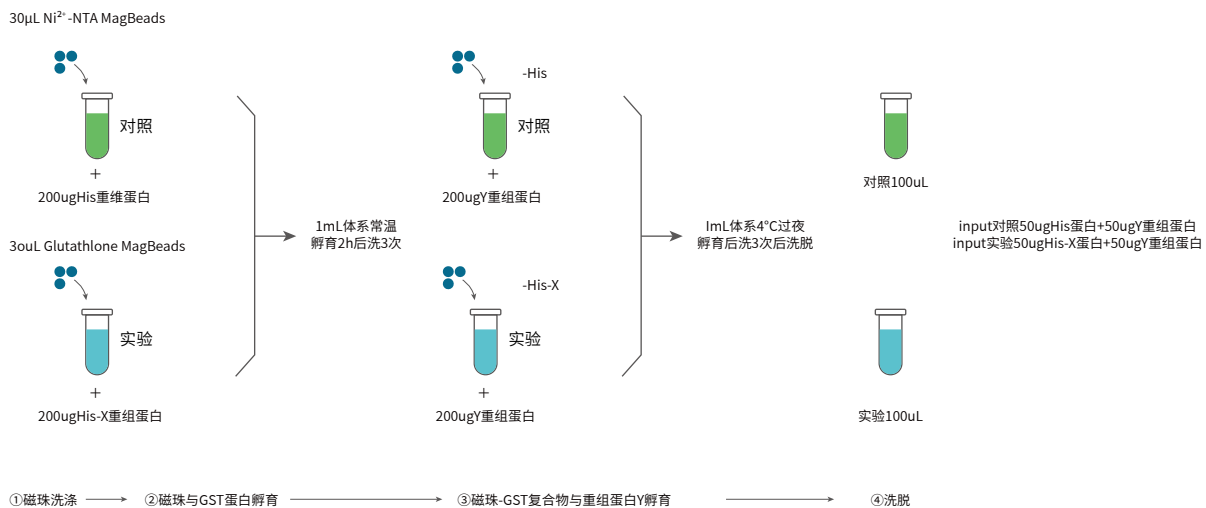 30μL Ni²⁺-NTA MagBeads
对照
+
200ugHis重维蛋白
3ouL Glutathlone MagBeads
实验
+
200ugHis-X重组蛋白
1mL体系常温
孵育2h后洗3次
-His
对照
+
200ugY重组蛋白
-His-X
实验
+
200ugY重组蛋白
ImL体系4°C过夜
孵育后洗3次后洗脱
对照100uL
实验100uL
input对照50ugHis蛋白+50ugY重组蛋白
input实验50ugHis-X蛋白+50ugY重组蛋白
①磁珠洗涤
②磁珠与GST蛋白孵育
③磁珠-GST复合物与重组蛋白Y孵育
④洗脱